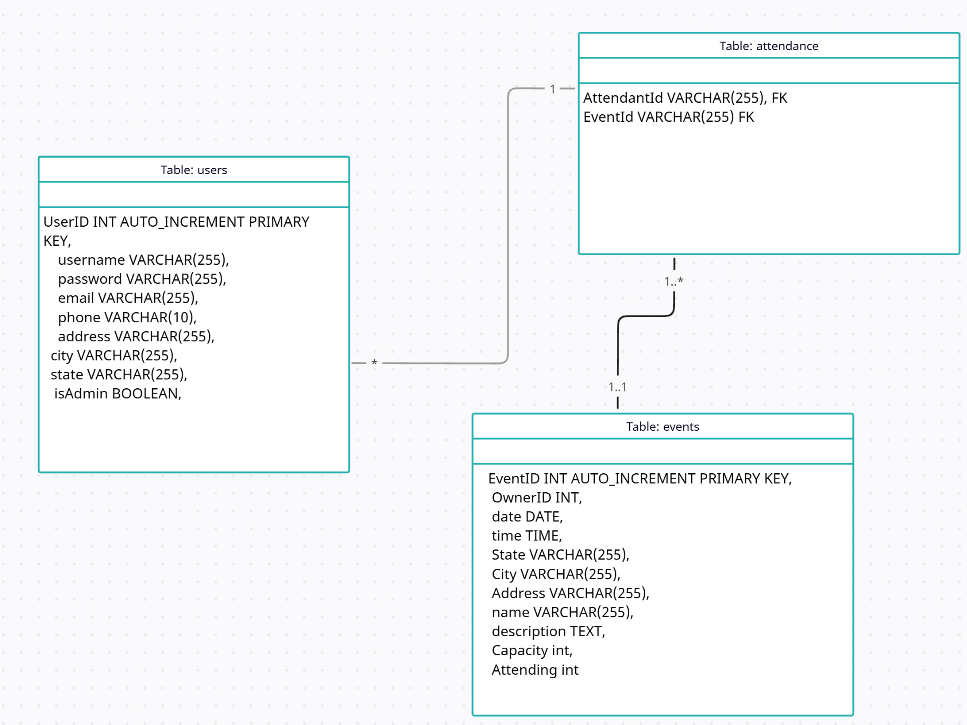 Table: attendance
AttendantId VARCHAR(255), FK
EventId VARCHAR(255) FK
1
Table: users
UserID INT AUTO_INCREMENT PRIMARY
KEY,
username VARCHAR(255),
password VARCHAR(255),
email VARCHAR(255),
phone VARCHAR(10),
address VARCHAR(255),
city VARCHAR(255),
state VARCHAR(255),
isAdmin BOOLEAN,
*
1..*
1..1
Table: events
EventID INT AUTO_INCREMENT PRIMARY KEY,
OwnerID INT,
date DATE,
time TIME,
State VARCHAR(255),
City VARCHAR(255),
Address VARCHAR(255),
name VARCHAR(255),
description TEXT,
Capacity int,
Attending int